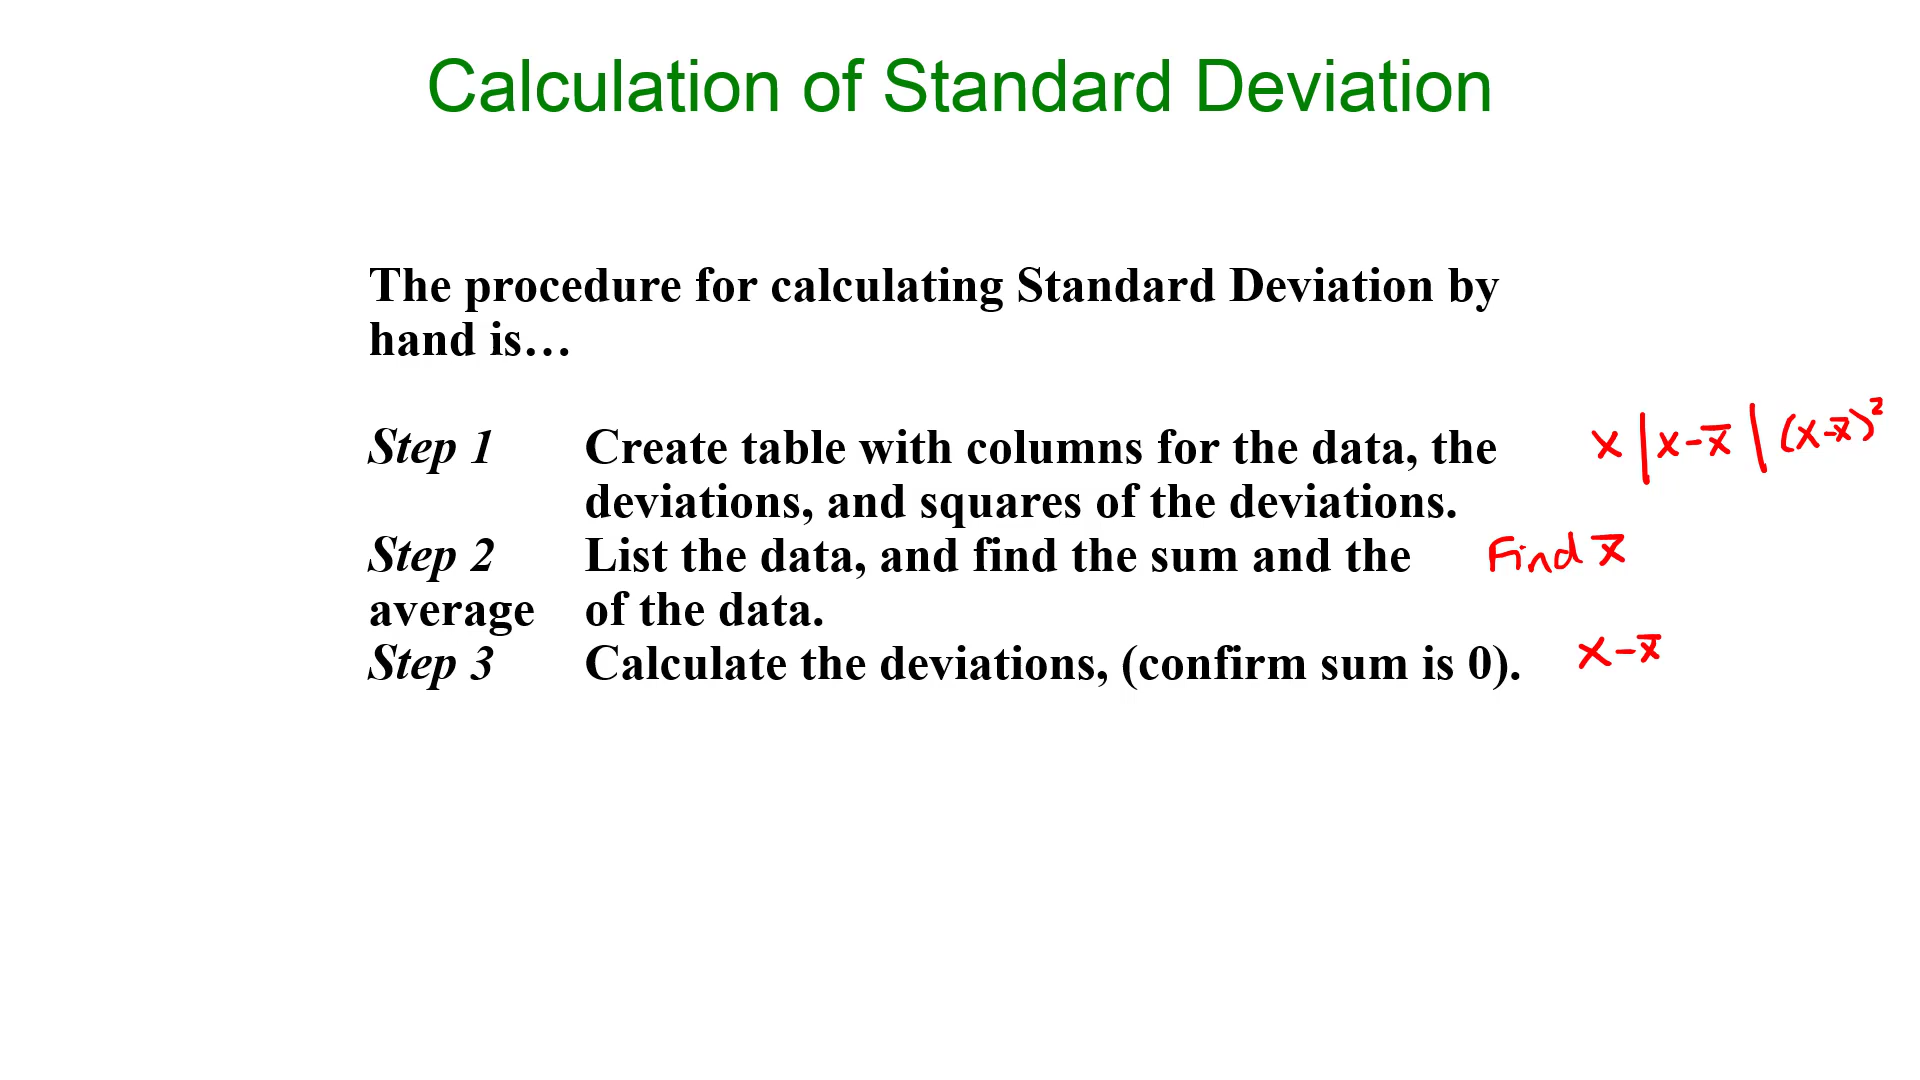 Calculation of Standard Deviation
The procedure for calculating Standard Deviation by
hand is…
Step 1 Create table with columns for the data, the x | x - x̄ | (x - x̄)²
deviations, and squares of the deviations.
Step 2 List the data, and find the sum and the Find x̄
average of the data.
Step 3 Calculate the deviations, (confirm sum is 0). x - x̄